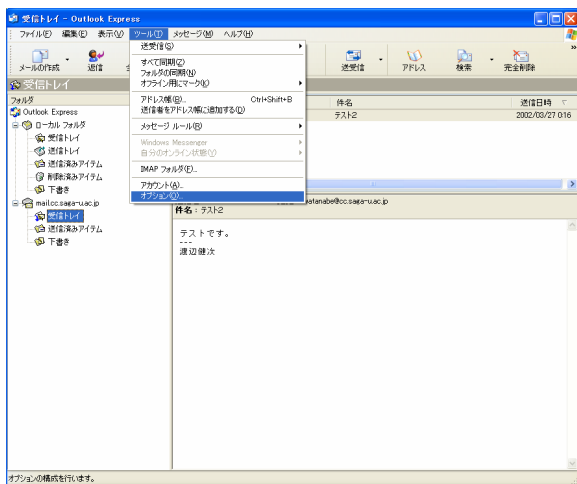 受信トレイ - Outlook Express
ファイル(F) 編集(E) 表示(V) ツール(T) メッセージ(M) ヘルプ(H)
メールの作成 返信 送受信 アドレス 検索 完全削除
受信トレイ
フォルダ
Outlook Express
ローカル フォルダ
受信トレイ
送信トレイ
送信済みアイテム
削除済みアイテム
下書き
mail.cc.saga-u.ac.jp
受信トレイ
送信済みアイテム
下書き
送受信(S)
すべて同期(Z)
フォルダの同期(N)
オフライン用にマーク(K)
アドレス帳(B)... Ctrl+Shift+B
送信者をアドレス帳に追加する(D)
メッセージ ルール(R)
Windows Messenger
自分のオンライン状態(Y)
IMAP フォルダ(F)...
アカウント(A)...
オプション(O)...
件名 送信日時
テスト2 2002/03/27 0:16
watanabe@cc.saga-u.ac.jp
件名: テスト2
テストです。
---
渡辺健次
オプションの構成を行います。